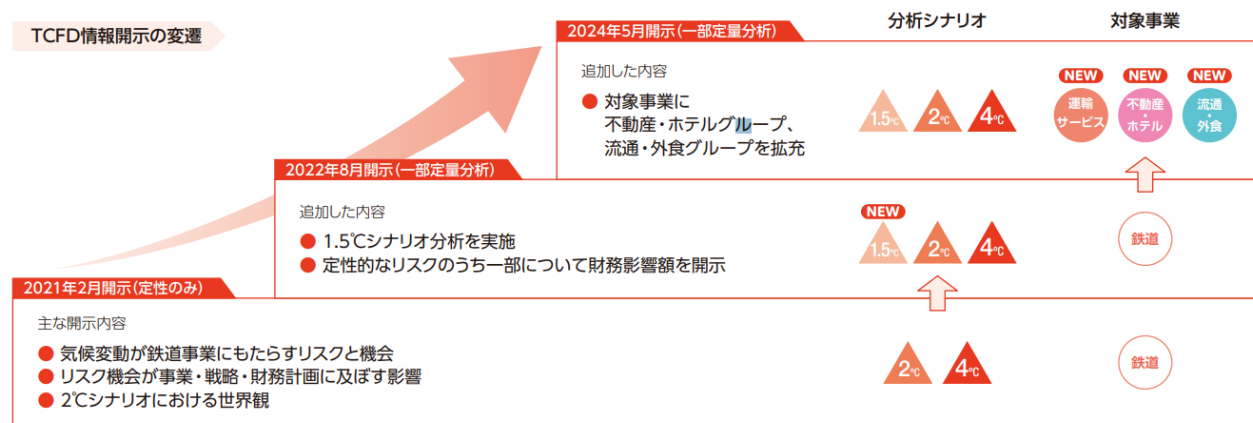 TCFD情報開示の変遷
分析シナリオ
対象事業
2024年5月開示(一部定量分析)
追加した内容
● 対象事業に
不動産・ホテルグループ、
流通・外食グループを拡充
1.5℃
2℃
4℃
NEW
運輸
サービス
NEW
不動産
・
ホテル
NEW
流通
・
外食
2022年8月開示(一部定量分析)
追加した内容
● 1.5℃シナリオ分析を実施
● 定性的なリスクのうち一部について財務影響額を開示
NEW
1.5℃
2℃
4℃
鉄道
2021年2月開示(定性のみ)
主な開示内容
● 気候変動が鉄道事業にもたらすリスクと機会
● リスク機会が事業・戦略・財務計画に及ぼす影響
● 2℃シナリオにおける世界観
2℃
4℃
鉄道